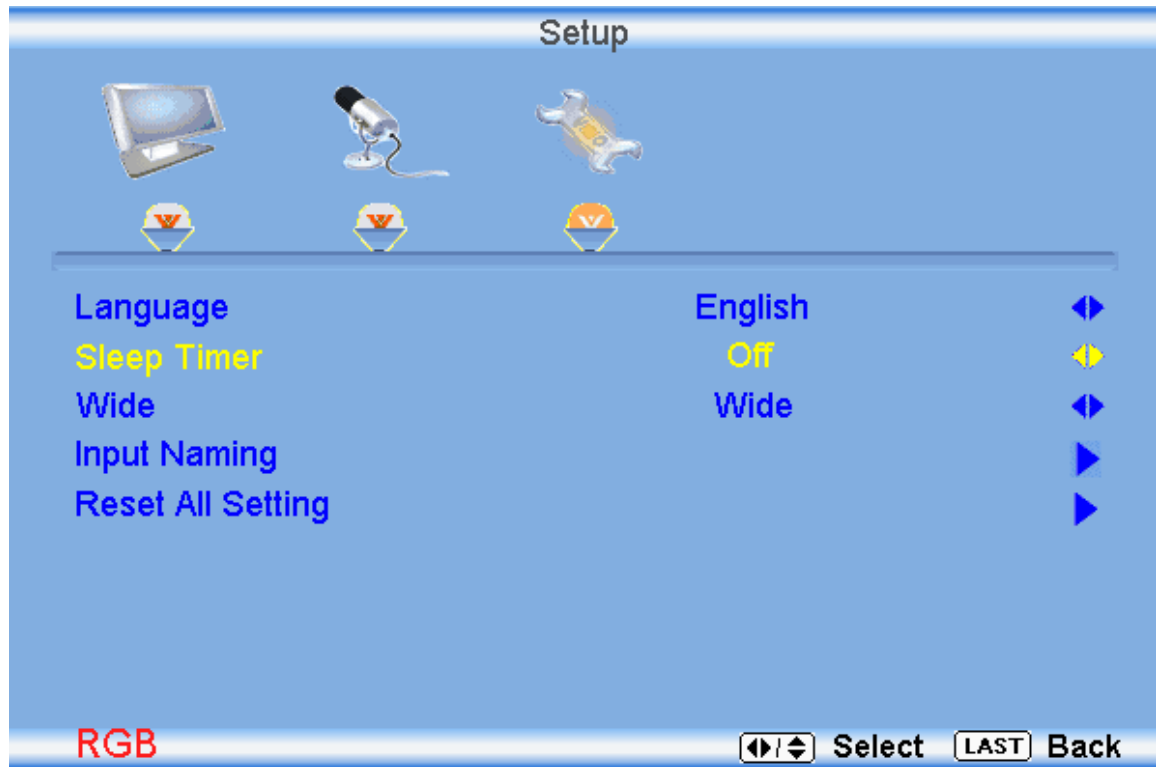 Setup
Language English
Sleep Timer Off
Wide Wide
Input Naming
Reset All Setting
RGB Select LAST Back